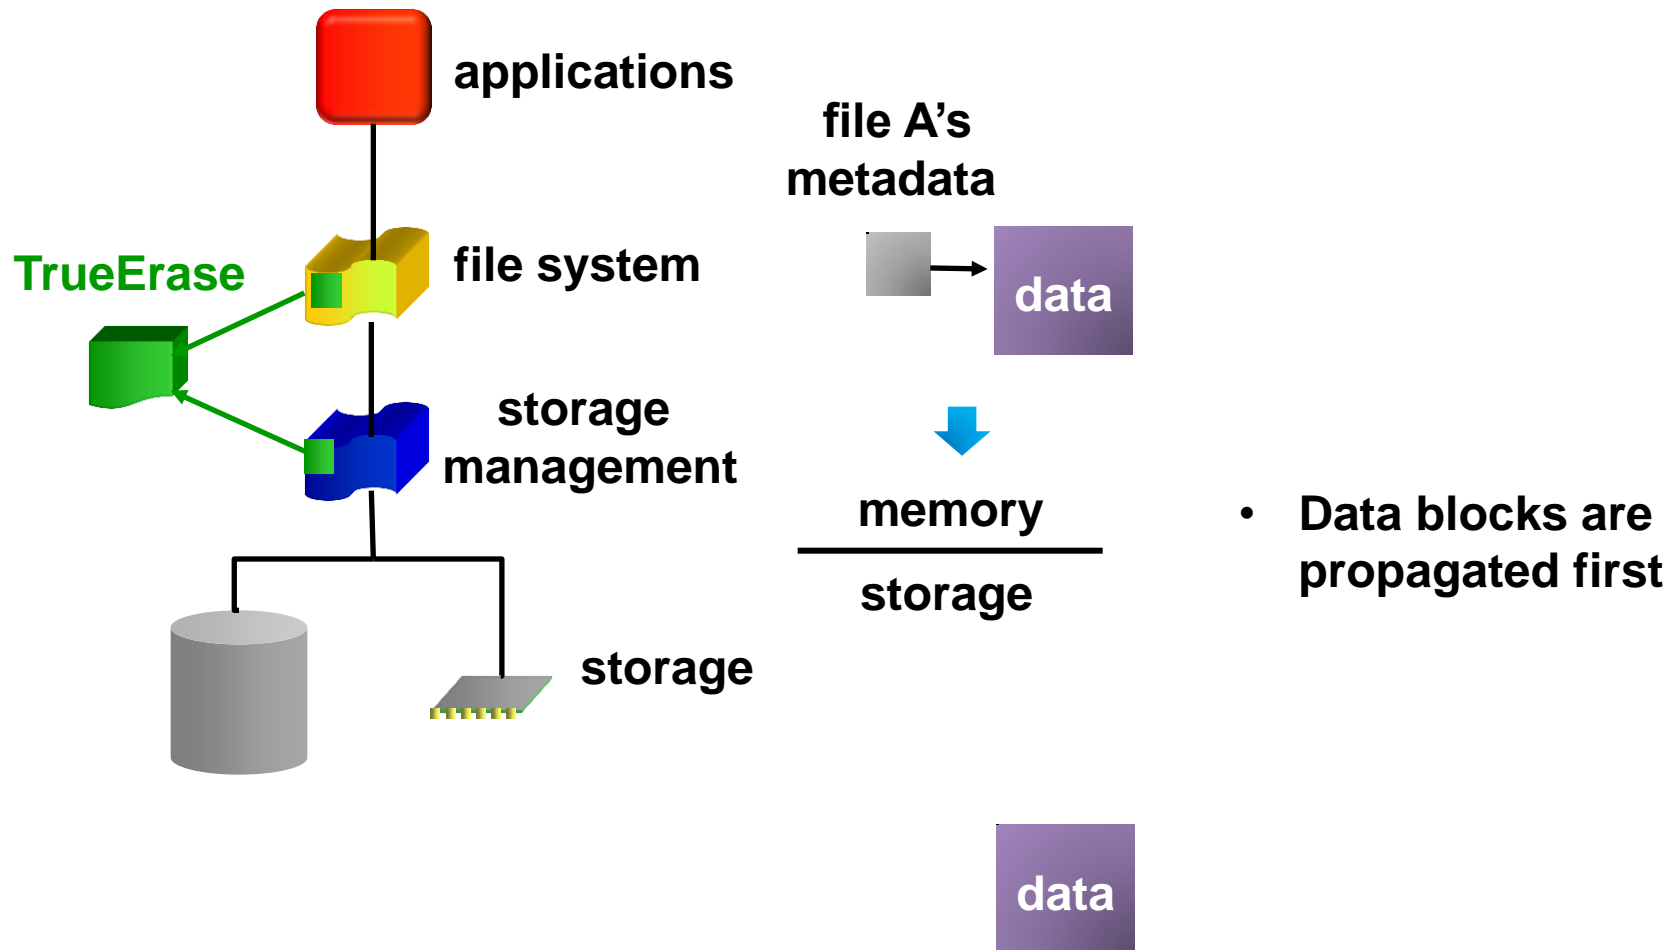 applications
file system
TrueErase
storage
management
storage
file A’s
metadata
data
memory
storage
data
• Data blocks are
propagated first